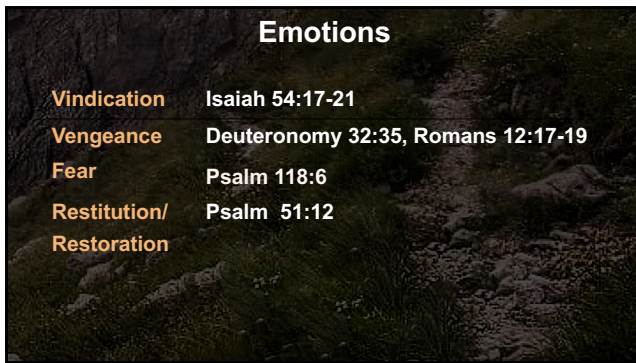 Emotions
Vindication Isaiah 54:17-21
Vengeance Deuteronomy 32:35, Romans 12:17-19
Fear Psalm 118:6
Restitution/ Psalm 51:12
Restoration